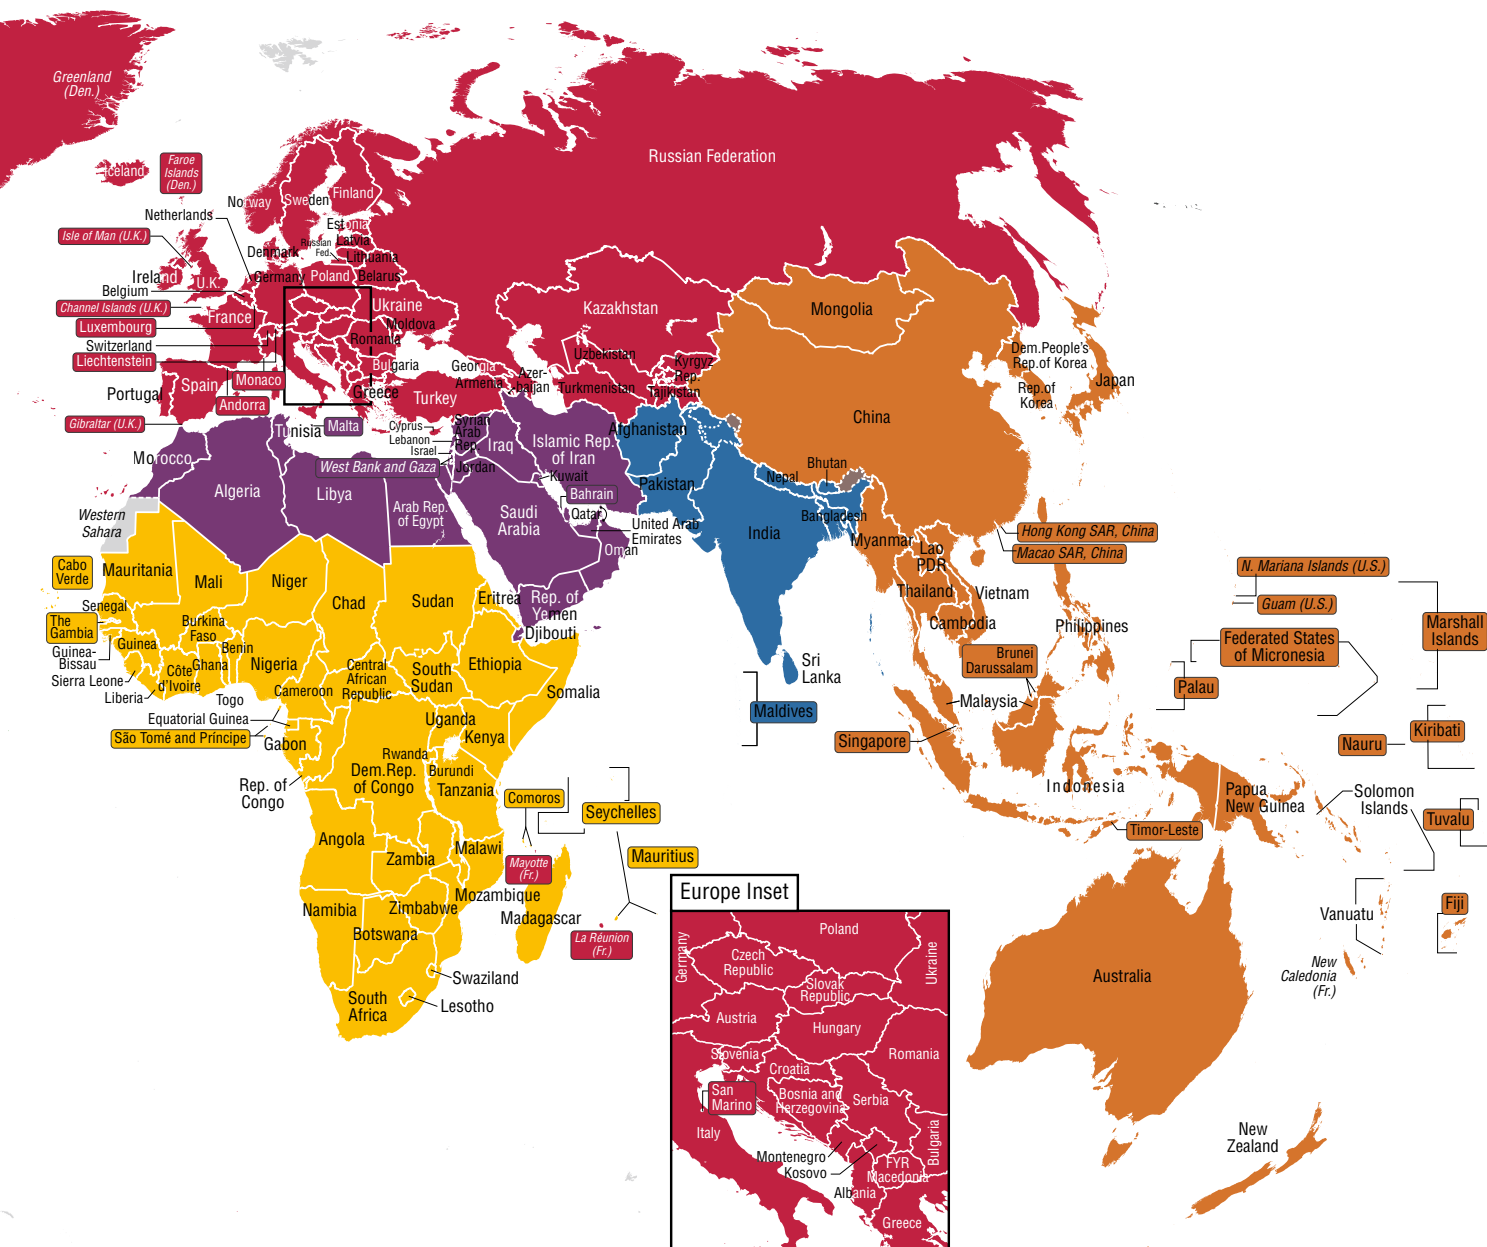 Greenland
(Den.)
Iceland
Faroe
Islands
(Den.)
Russian Federation
Norway
Sweden
Finland
Netherlands
Isle of Man (U.K.)
Estonia
Latvia
Russian
Fed.
Lithuania
Denmark
Ireland
U.K.
Germany
Poland
Belarus
Belgium
Channel Islands (U.K.)
France
Ukraine
Luxembourg
Moldova
Switzerland
Romania
Liechtenstein
Bulgaria
Monaco
Portugal
Spain
Andorra
Greece
Turkey
Gibraltar (U.K.)
Georgia
Armenia
Azer-
baijan
Kazakhstan
Uzbekistan
Turkmenistan
Kyrgyz
Rep.
Tajikistan
Mongolia
China
Dem.People's
Rep.of Korea
Rep.of
Korea
Japan
Tunisia
Malta
Cyprus
Lebanon
Israel
Syrian
Arab
Rep.
Iraq
Islamic Rep.
of Iran
Afghanistan
Morocco
West Bank and Gaza
Jordan
Kuwait
Algeria
Libya
Arab Rep.
of Egypt
Saudi
Arabia
Bahrain
Qatar
United Arab
Emirates
Oman
Rep. of
Yemen
Pakistan
Nepal
Bhutan
India
Bangladesh
Myanmar
Lao
PDR
Thailand
Vietnam
Cambodia
Hong Kong SAR, China
Macao SAR, China
Philippines
Western
Sahara
Cabo
Verde
Mauritania
Mali
Niger
Chad
Sudan
Eritrea
Djibouti
Senegal
The
Gambia
Burkina
Faso
Guinea-
Bissau
Guinea
Benin
Ghana
Côte
d'Ivoire
Nigeria
Sierra Leone
Liberia
Togo
Cameroon
Central
African
Republic
South
Sudan
Ethiopia
Somalia
Equatorial Guinea
São Tomé and Príncipe
Gabon
Uganda
Kenya
Rwanda
Burundi
Rep. of
Congo
Dem.Rep.
of Congo
Tanzania
Comoros
Seychelles
Angola
Zambia
Malawi
Mayotte
(Fr.)
Mauritius
Mozambique
Namibia
Zimbabwe
Madagascar
Botswana
La Réunion
(Fr.)
Swaziland
South
Africa
Lesotho
Sri
Lanka
Maldives
Brunei
Darussalam
Malaysia
Singapore
Indonesia
Timor-Leste
N. Mariana Islands (U.S.)
Guam (U.S.)
Federated States
of Micronesia
Marshall
Islands
Palau
Nauru
Kiribati
Papua
New Guinea
Solomon
Islands
Tuvalu
Vanuatu
Fiji
New
Caledonia
(Fr.)
Australia
New
Zealand
Europe Inset
Germany
Poland
Ukraine
Czech
Republic
Slovak
Republic
Austria
Hungary
Romania
Slovenia
Croatia
San
Marino
Bosnia and
Herzegovina
Serbia
Italy
Bulgaria
Montenegro
Kosovo
FYR
Macedonia
Albania
Greece